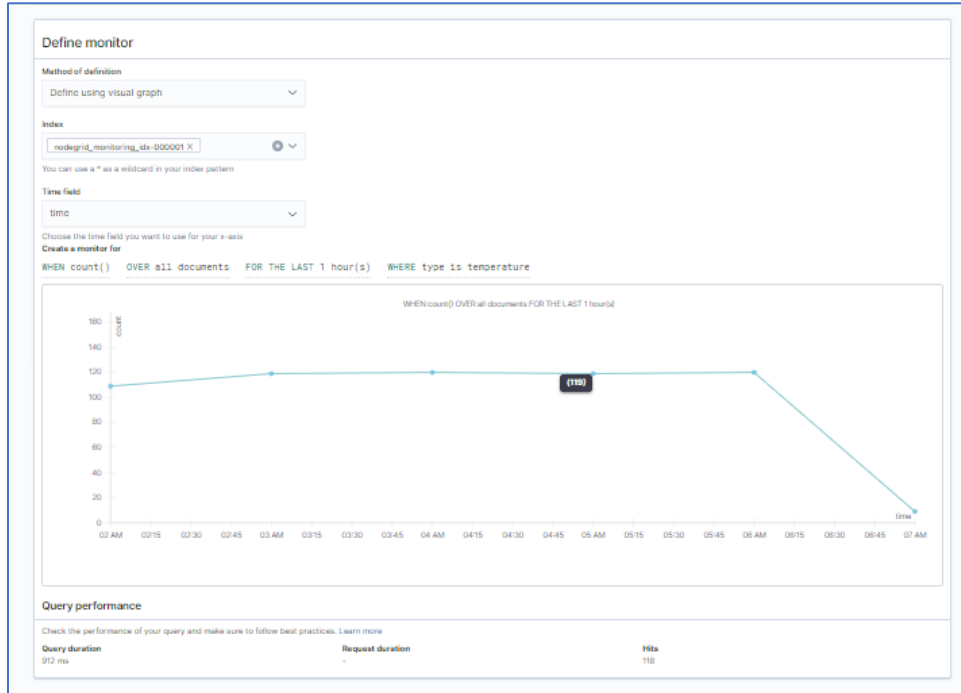 Define monitor
Method of definition
Define using visual graph
Index
nodegrid_monitoring_idx-000001 ×
You can use a * as a wildcard in your index pattern
Time field
time
Choose the time field you want to use for your x-axis
Create a monitor for
WHEN count() OVER all documents FOR THE LAST 1 hour(s) WHERE type is temperature
WHEN count() OVER all documents FOR THE LAST 1 hour(s)
count
160
140
120
100
80
60
40
20
0
(119)
time
02 AM 02:15 02:30 02:45 03 AM 03:15 03:30 03:45 04 AM 04:15 04:30 04:45 05 AM 05:15 05:30 05:45 06 AM 06:15 06:30 06:45 07 AM
Query performance
Check the performance of your query and make sure to follow best practices. Learn more
Query duration Request duration Hits
912 ms - 118